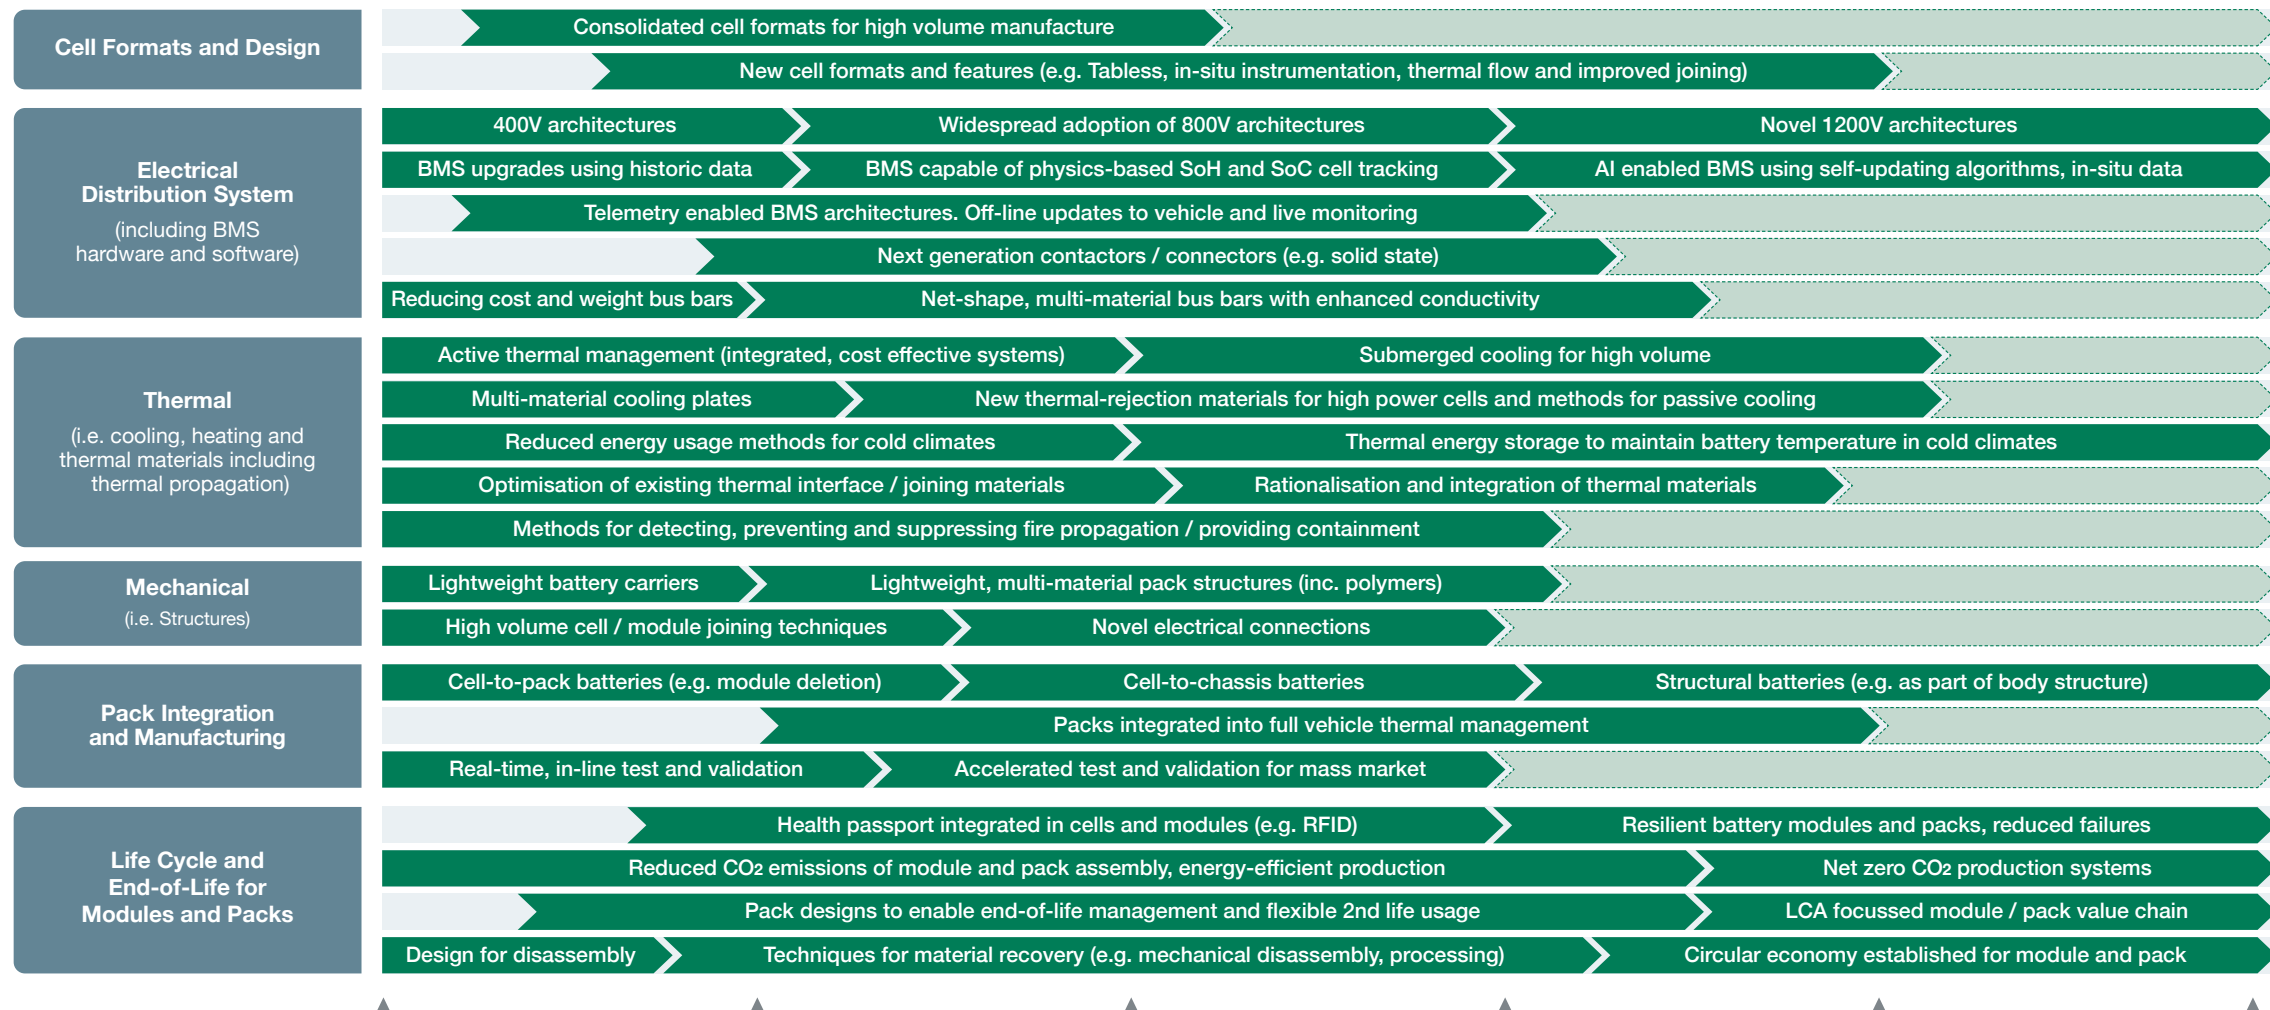 Cell Formats and Design
Consolidated cell formats for high volume manufacture
New cell formats and features (e.g. Tabless, in-situ instrumentation, thermal flow and improved joining)
Electrical
Distribution System
(including BMS
hardware and software)
400V architectures
Widespread adoption of 800V architectures
Novel 1200V architectures
BMS upgrades using historic data
BMS capable of physics-based SoH and SoC cell tracking
AI enabled BMS using self-updating algorithms, in-situ data
Telemetry enabled BMS architectures. Off-line updates to vehicle and live monitoring
Next generation contactors / connectors (e.g. solid state)
Reducing cost and weight bus bars
Net-shape, multi-material bus bars with enhanced conductivity
Thermal
(i.e. cooling, heating and
thermal materials including
thermal propagation)
Active thermal management (integrated, cost effective systems)
Submerged cooling for high volume
Multi-material cooling plates
New thermal-rejection materials for high power cells and methods for passive cooling
Reduced energy usage methods for cold climates
Thermal energy storage to maintain battery temperature in cold climates
Optimisation of existing thermal interface / joining materials
Rationalisation and integration of thermal materials
Methods for detecting, preventing and suppressing fire propagation / providing containment
Mechanical
(i.e. Structures)
Lightweight battery carriers
Lightweight, multi-material pack structures (inc. polymers)
High volume cell / module joining techniques
Novel electrical connections
Pack Integration
and Manufacturing
Cell-to-pack batteries (e.g. module deletion)
Cell-to-chassis batteries
Structural batteries (e.g. as part of body structure)
Packs integrated into full vehicle thermal management
Real-time, in-line test and validation
Accelerated test and validation for mass market
Life Cycle and
End-of-Life for
Modules and Packs
Health passport integrated in cells and modules (e.g. RFID)
Resilient battery modules and packs, reduced failures
Reduced CO2 emissions of module and pack assembly, energy-efficient production
Net zero CO2 production systems
Pack designs to enable end-of-life management and flexible 2nd life usage
LCA focussed module / pack value chain
Design for disassembly
Techniques for material recovery (e.g. mechanical disassembly, processing)
Circular economy established for module and pack